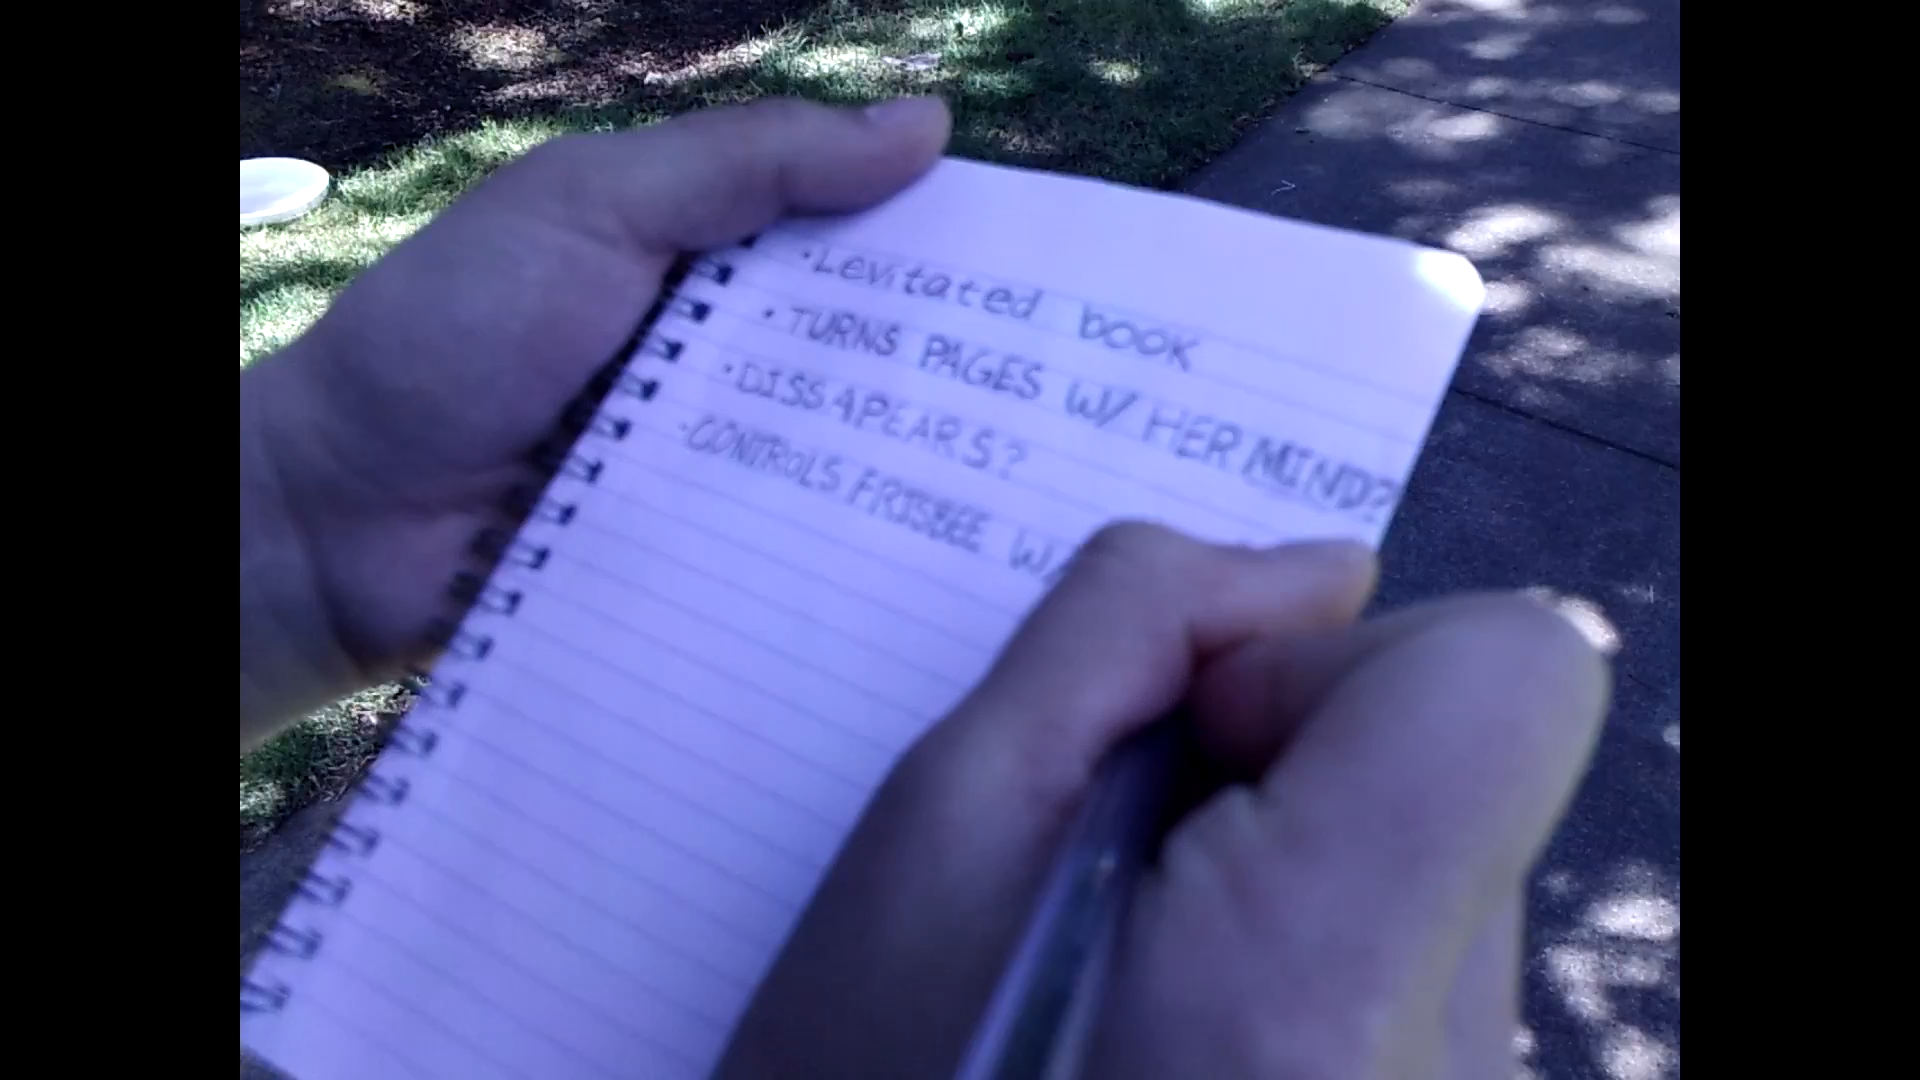 ·Levitated book
·TURNS PAGES W/ HER MIND?
·DISSAPEARS?
·CONTROLS FRISBEE W/